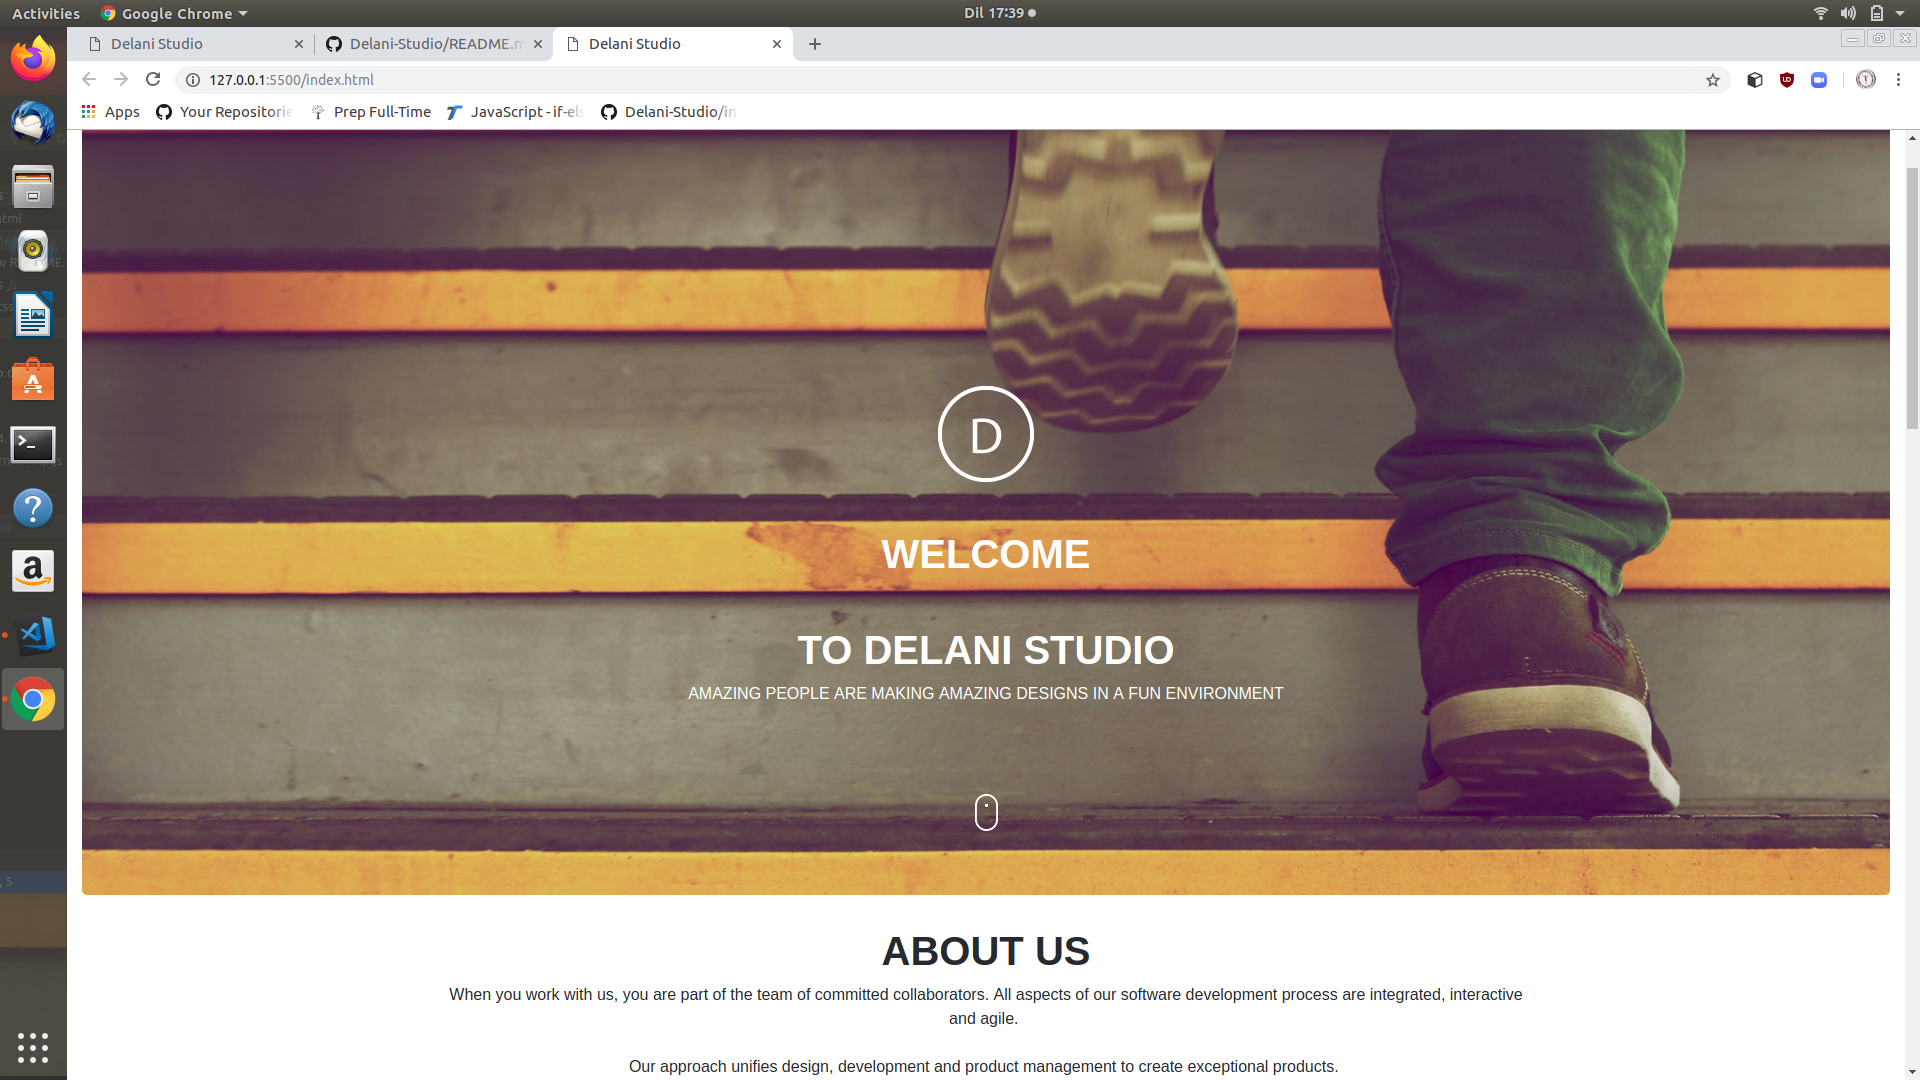 Activities
Google Chrome
Dil 17:39
Delani Studio
Delani-Studio/README.m
Delani Studio
127.0.0.1:5500/index.html
Apps
Your Repositorie
Prep Full-Time
JavaScript - if-els
Delani-Studio/in
D
WELCOME
TO DELANI STUDIO
AMAZING PEOPLE ARE MAKING AMAZING DESIGNS IN A FUN ENVIRONMENT
ABOUT US
When you work with us, you are part of the team of committed collaborators. All aspects of our software development process are integrated, interactive
and agile.
Our approach unifies design, development and product management to create exceptional products.